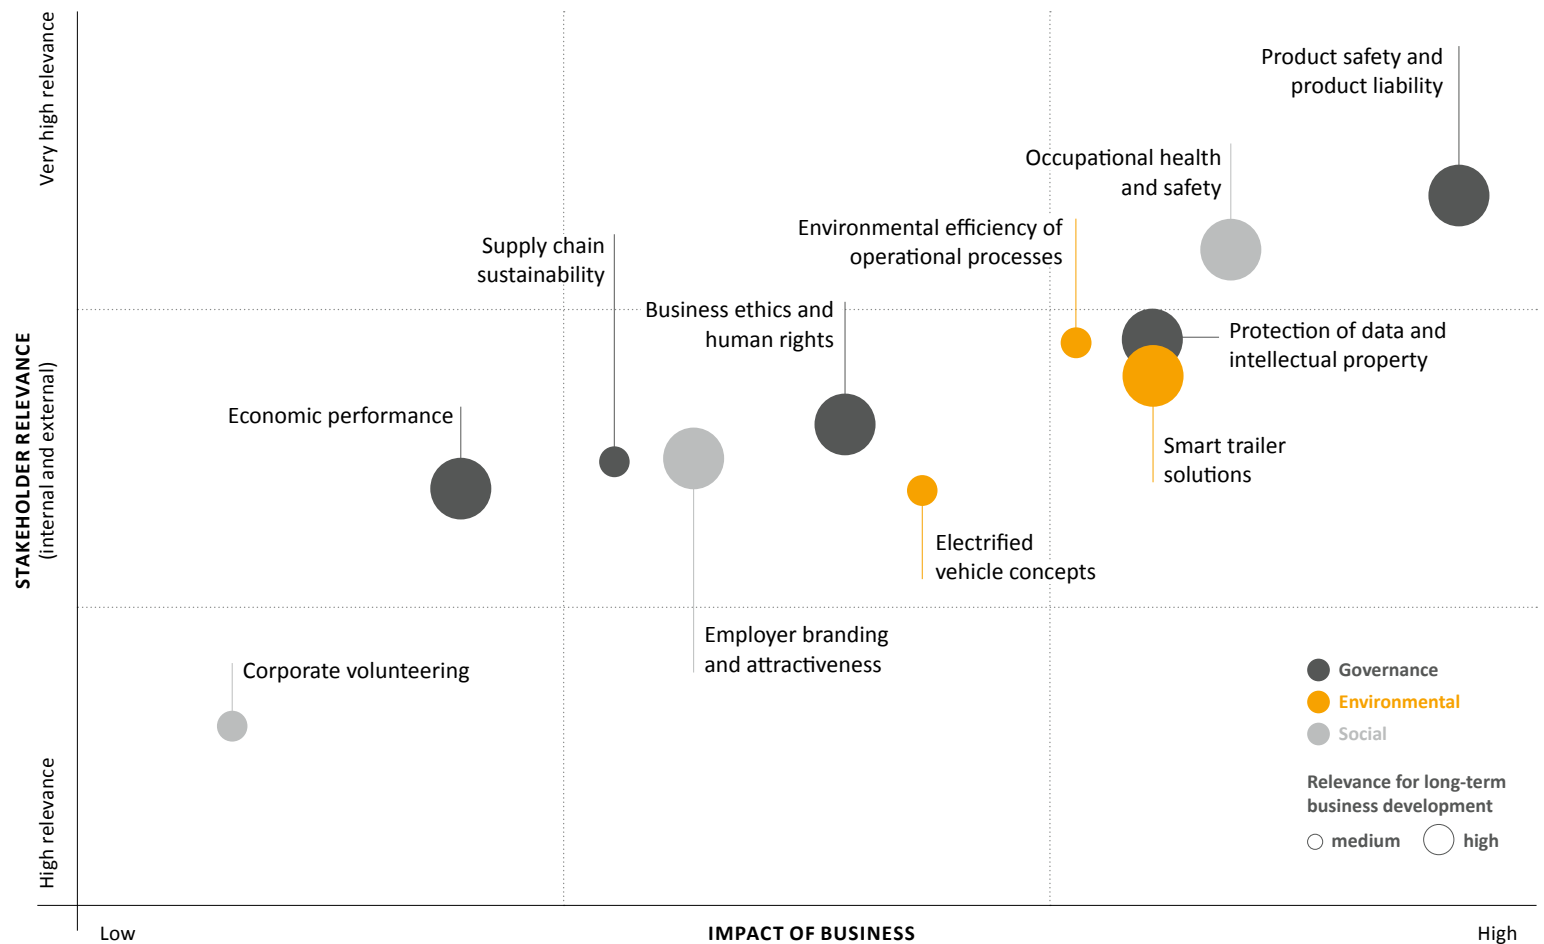 Very high relevance
STAKEHOLDER RELEVANCE
(internal and external)
High relevance
Product safety and
product liability
Occupational health
and safety
Environmental efficiency of
operational processes
Supply chain
sustainability
Business ethics and
human rights
Protection of data and
intellectual property
Economic performance
Smart trailer
solutions
Electrified
vehicle concepts
Employer branding
and attractiveness
Corporate volunteering
Governance
Environmental
Social
Relevance for long-term
business development
medium high
Low IMPACT OF BUSINESS High